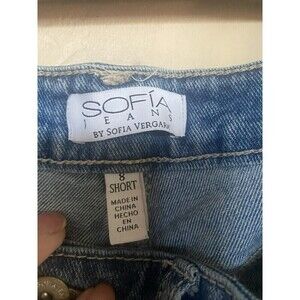 SOFÍA
JEANS
BY SOFIA VERGARA
8
SHORT
MADE IN
CHINA
HECHO
EN
CHINA